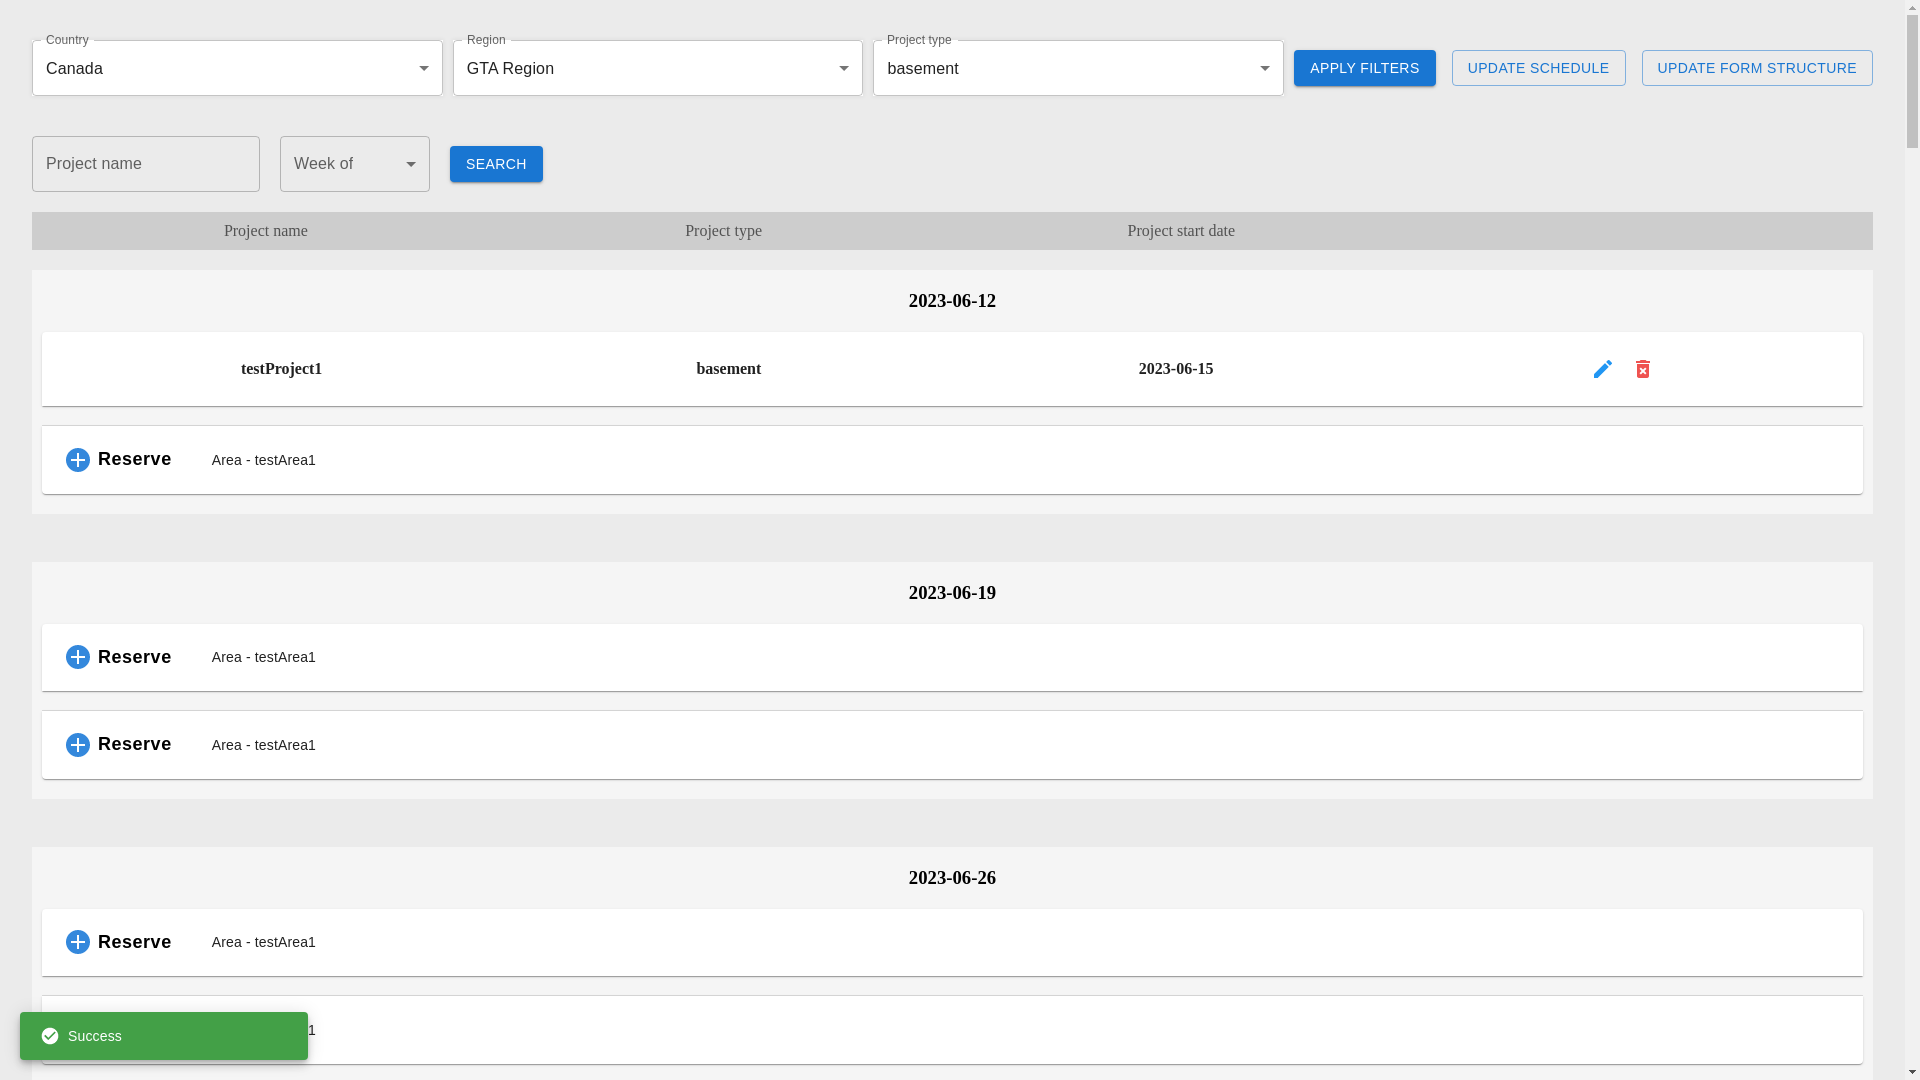 Country Region Project type
Canada GTA Region basement APPLY FILTERS UPDATE SCHEDULE UPDATE FORM STRUCTURE
Project name Week of SEARCH
Project name Project type Project start date
2023-06-12
testProject1 basement 2023-06-15
Reserve Area - testArea1
2023-06-19
Reserve Area - testArea1
Reserve Area - testArea1
2023-06-26
Reserve Area - testArea1
1
Success